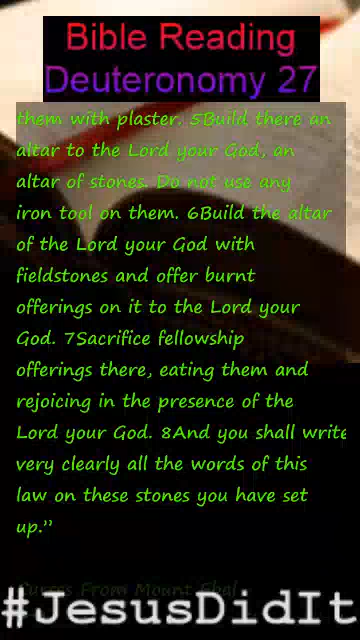 Bible Reading
Deuteronomy 27
them with plaster. 5Build there an
altar to the Lord your God, an
altar of stones. Do not use any
iron tool on them. 6Build the altar
of the Lord your God with
fieldstones and offer burnt
offerings on it to the Lord your
God. 7Sacrifice fellowship
offerings there, eating them and
rejoicing in the presence of the
Lord your God. 8And you shall write
very clearly all the words of this
law on these stones you have set
up.”
Curses From Mount Ebal
#JesusDidIt